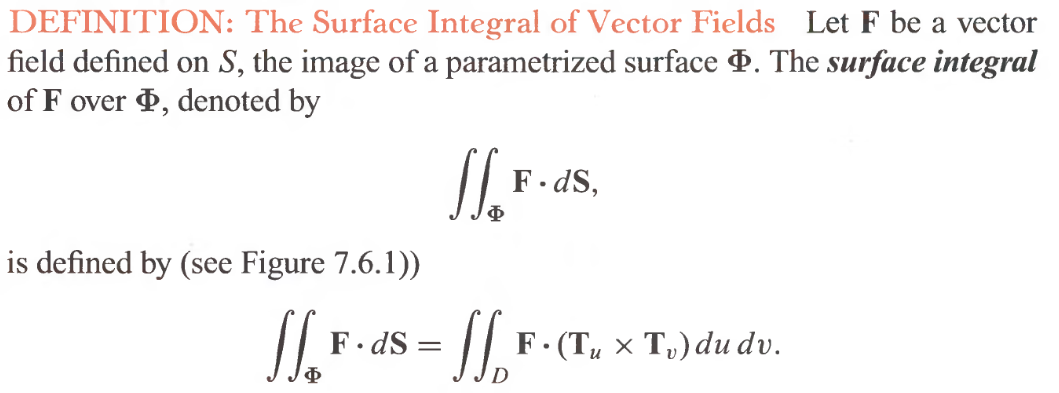 DEFINITION: The Surface Integral of Vector Fields Let F be a vector
field defined on S, the image of a parametrized surface Φ. The surface integral
of F over Φ, denoted by
∬_Φ F · dS,
is defined by (see Figure 7.6.1))
∬_Φ F · dS = ∬_D F · (T_u × T_v) du dv.